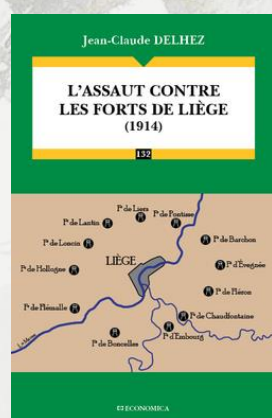 Jean-Claude DELHEZ
L'ASSAUT CONTRE
LES FORTS DE LIÈGE
(1914)
132
Ft de Liers
Ft de Lantin
Ft de Pontisse
Ft de Loncin
Ft de Barchon
LIÈGE
Ft de Hollogne
Ft d'Evegnée
Ft de Fléron
Ft de Flémalle
Ft de Chaudfontaine
La Meuse
Ft de Boncelles
Ft d'Embourg
ECONOMICA